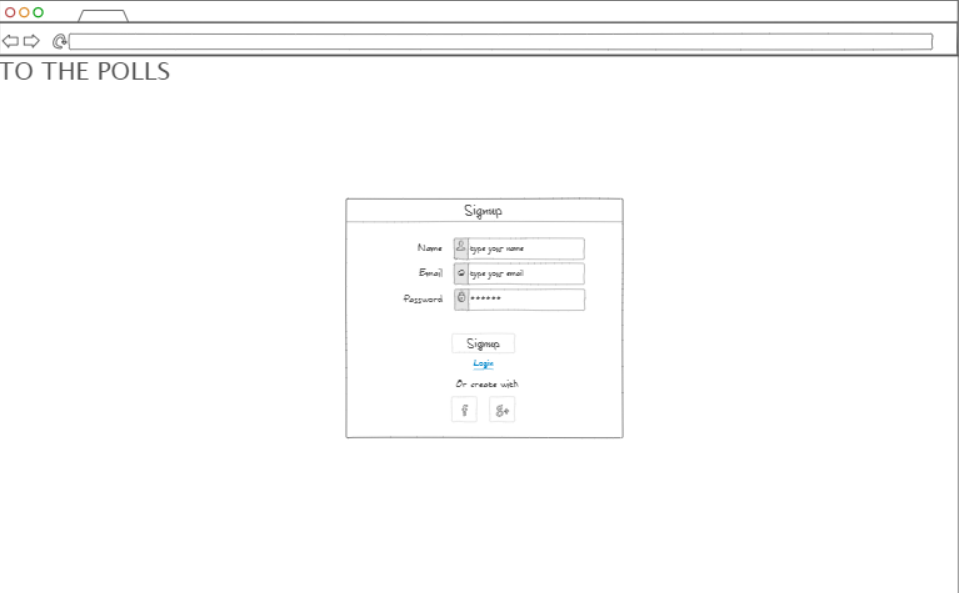 TO THE POLLS
Signup
Name type your name
Email type your email
Password ******
Signup
Login
Or create with